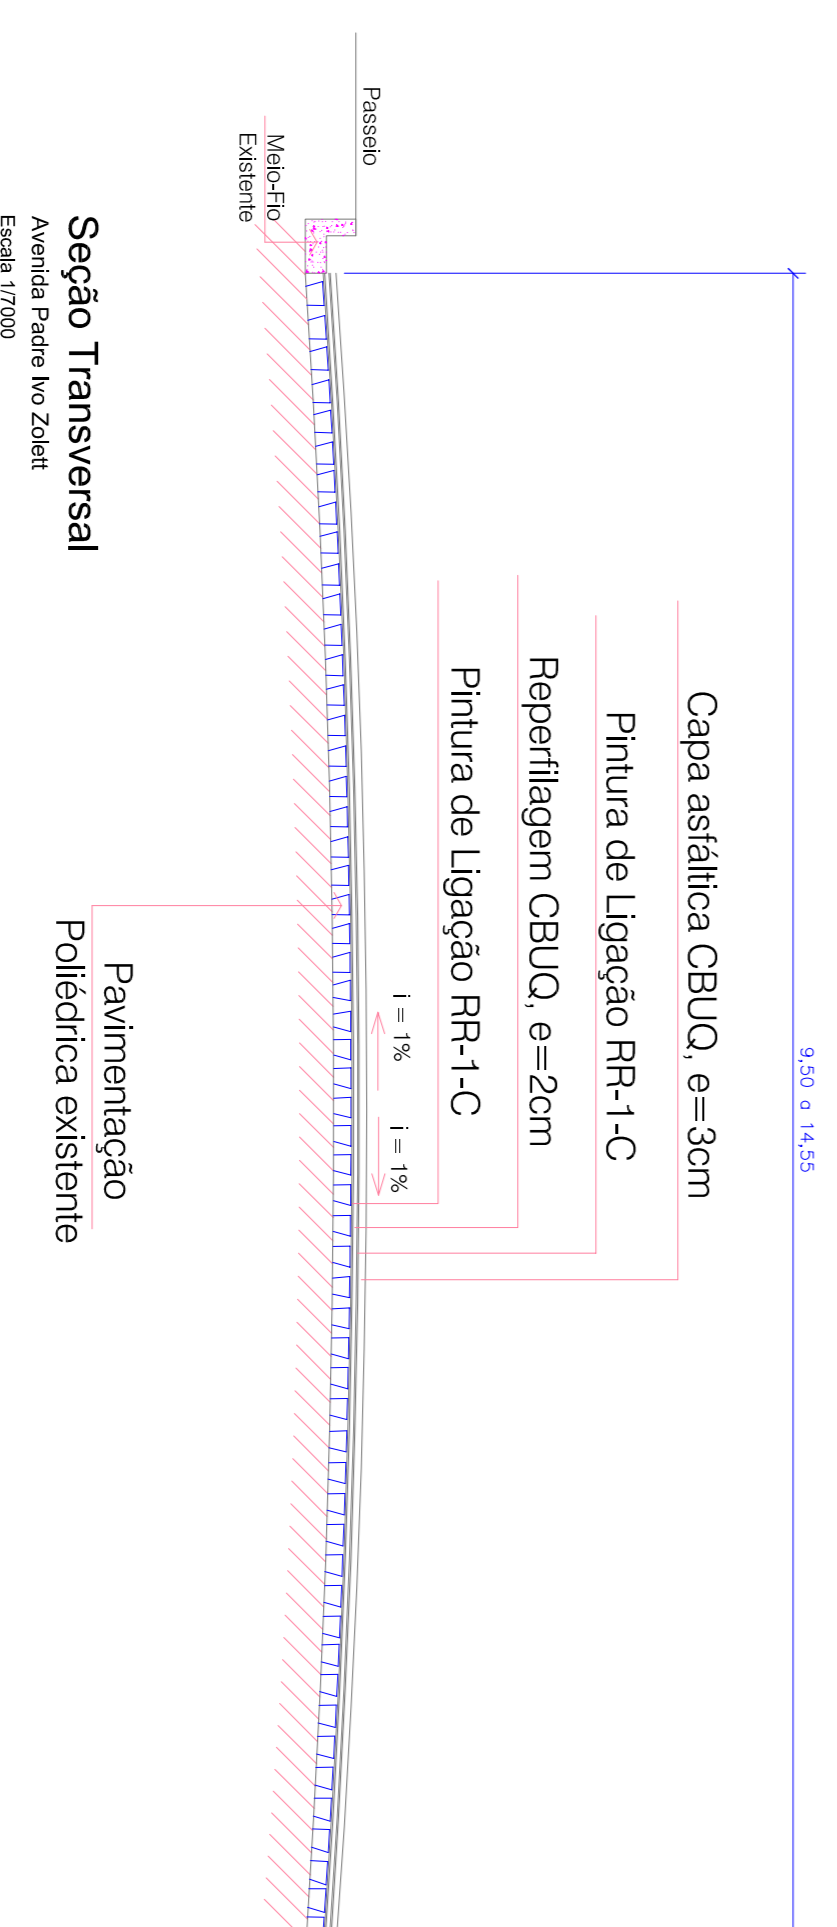 9,50 a 14,55
Capa asfáltica CBUQ, e=3cm
Pintura de Ligação RR-1-C
Reperfilagem CBUQ, e=2cm
Pintura de Ligação RR-1-C
i = 1%
i = 1%
Passeio
Meio-Fio
Existente
Pavimentação
Poliédrica existente
Seção Transversal
Avenida Padre Ivo Zolett
Escala 1/7000